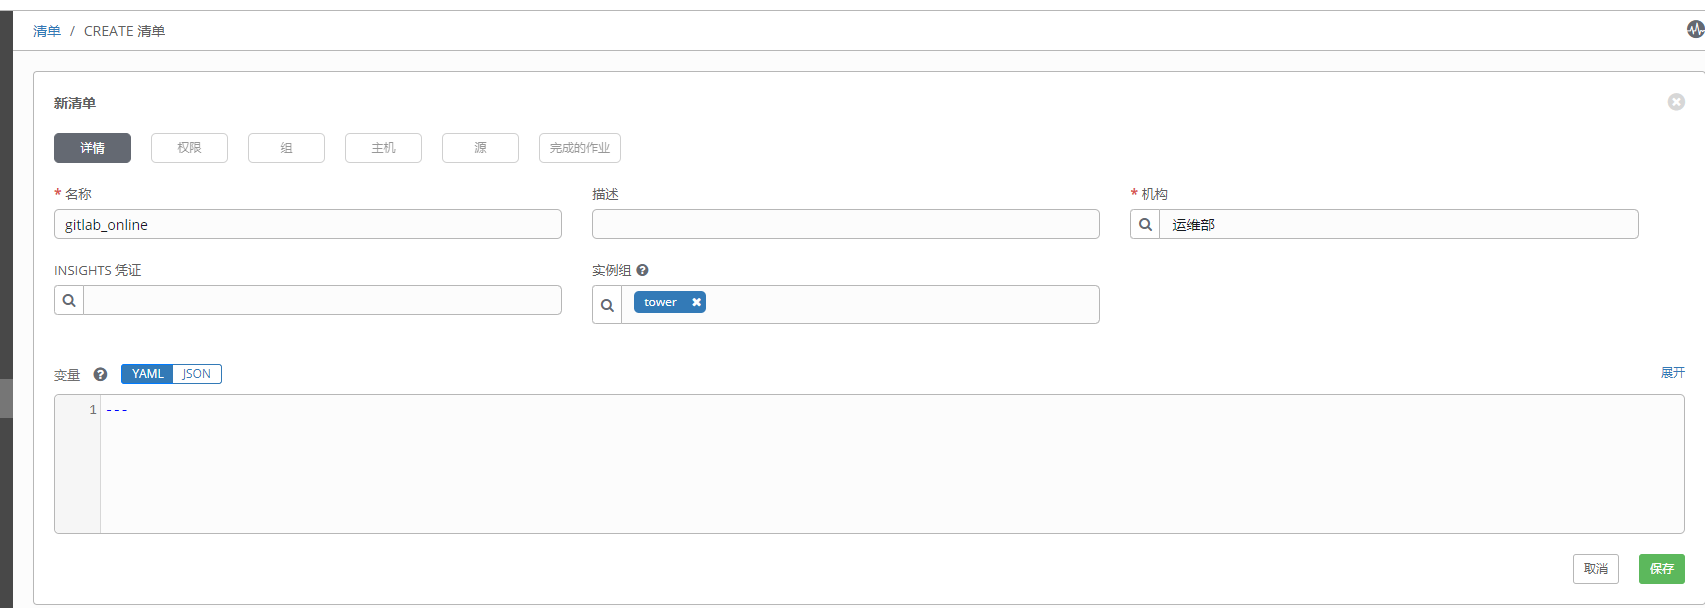 清单 / CREATE 清单
新清单
详情 权限 组 主机 源 完成的作业
* 名称 描述 * 机构
gitlab_online 运维部
INSIGHTS 凭证 实例组
tower
变量 YAML JSON 展开
1 ---
取消 保存